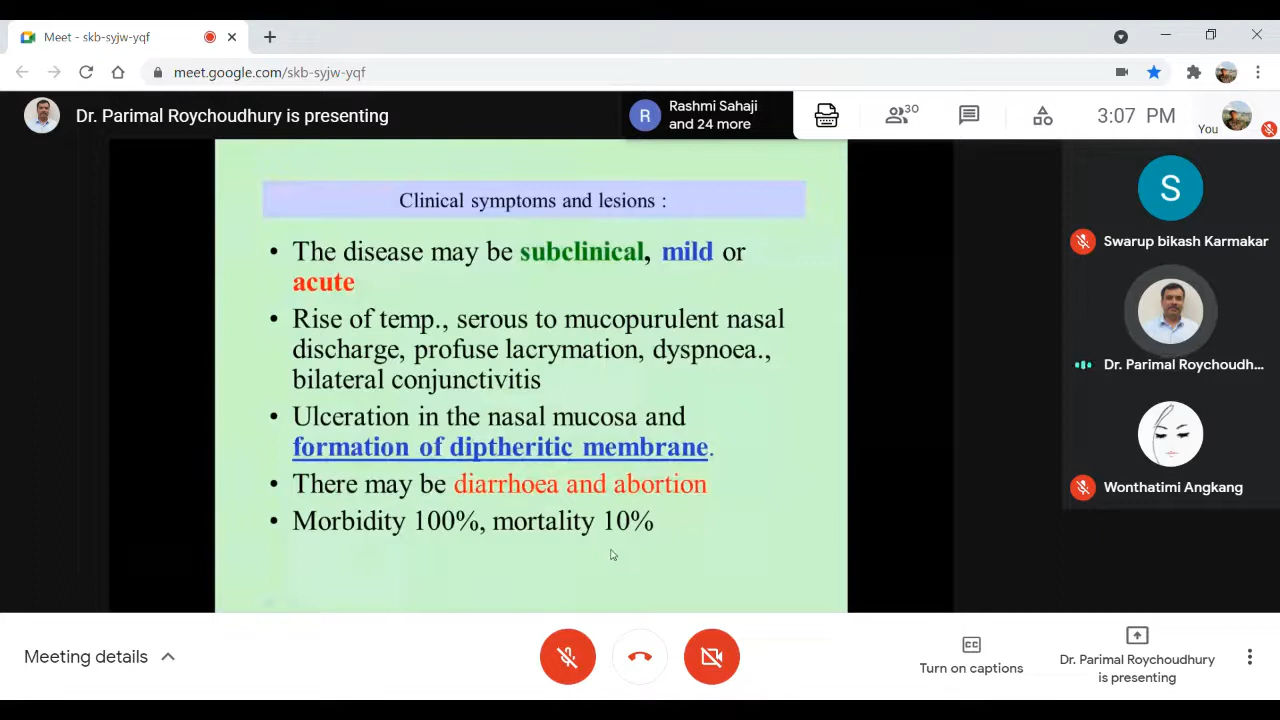 Meet - skb-syjw-yqf
meet.google.com/skb-syjw-yqf
Dr. Parimal Roychoudhury is presenting
R
Rashmi Sahaji
and 24 more
30
3:07 PM
You
Clinical symptoms and lesions :
• The disease may be subclinical, mild or
acute
• Rise of temp., serous to mucopurulent nasal
discharge, profuse lacrymation, dyspnoea.,
bilateral conjunctivitis
• Ulceration in the nasal mucosa and
formation of diptheritic membrane.
• There may be diarrhoea and abortion
• Morbidity 100%, mortality 10%
S
Swarup bikash Karmakar
Dr. Parimal Roychoudh...
Wonthatimi Angkang
Meeting details
CC
Turn on captions
Dr. Parimal Roychoudhury
is presenting